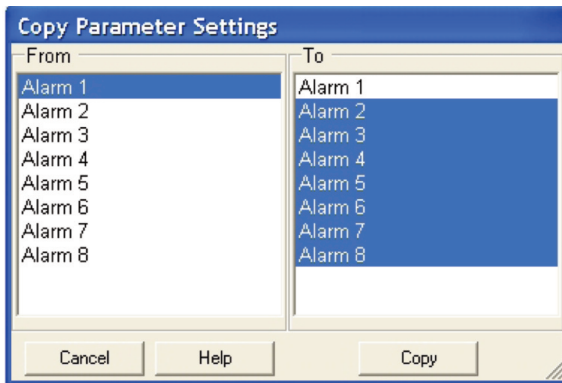 Copy Parameter Settings
From
Alarm 1
Alarm 2
Alarm 3
Alarm 4
Alarm 5
Alarm 6
Alarm 7
Alarm 8
To
Alarm 1
Alarm 2
Alarm 3
Alarm 4
Alarm 5
Alarm 6
Alarm 7
Alarm 8
Cancel
Help
Copy